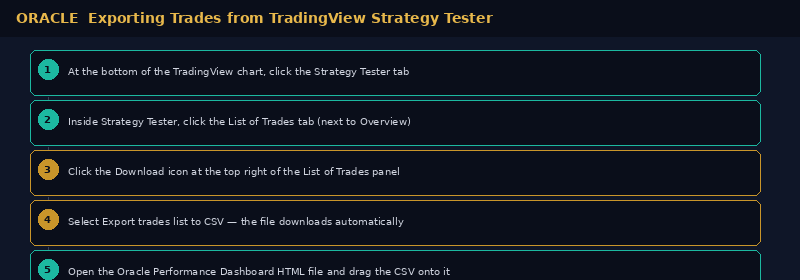 ORACLE Exporting Trades from TradingView Strategy Tester
1 At the bottom of the TradingView chart, click the Strategy Tester tab
2 Inside Strategy Tester, click the List of Trades tab (next to Overview)
3 Click the Download icon at the top right of the List of Trades panel
4 Select Export trades list to CSV — the file downloads automatically
5 Open the Oracle Performance Dashboard HTML file and drag the CSV onto it